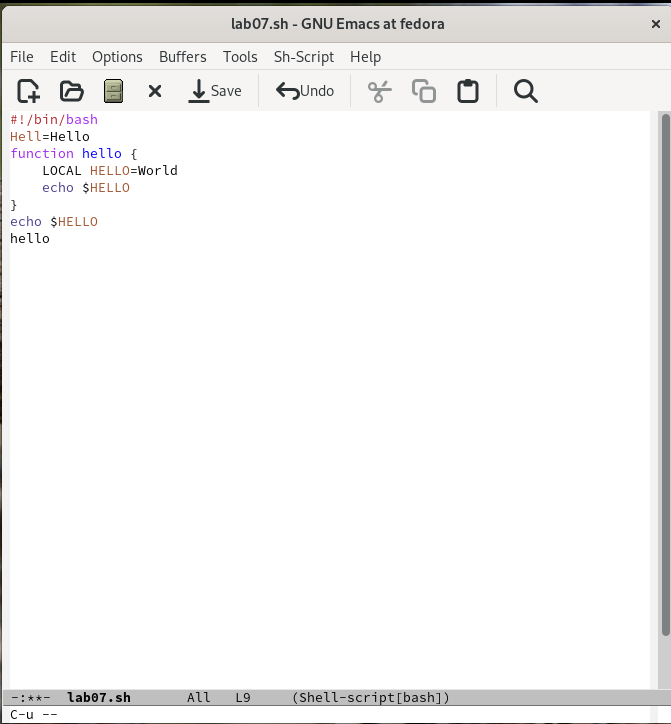 lab07.sh - GNU Emacs at fedora
File Edit Options Buffers Tools Sh-Script Help
Save Undo
#!/bin/bash
Hell=Hello
function hello {
    LOCAL HELLO=World
    echo $HELLO
}
echo $HELLO
hello
-:**-  lab07.sh       All   L9     (Shell-script[bash])
C-u --